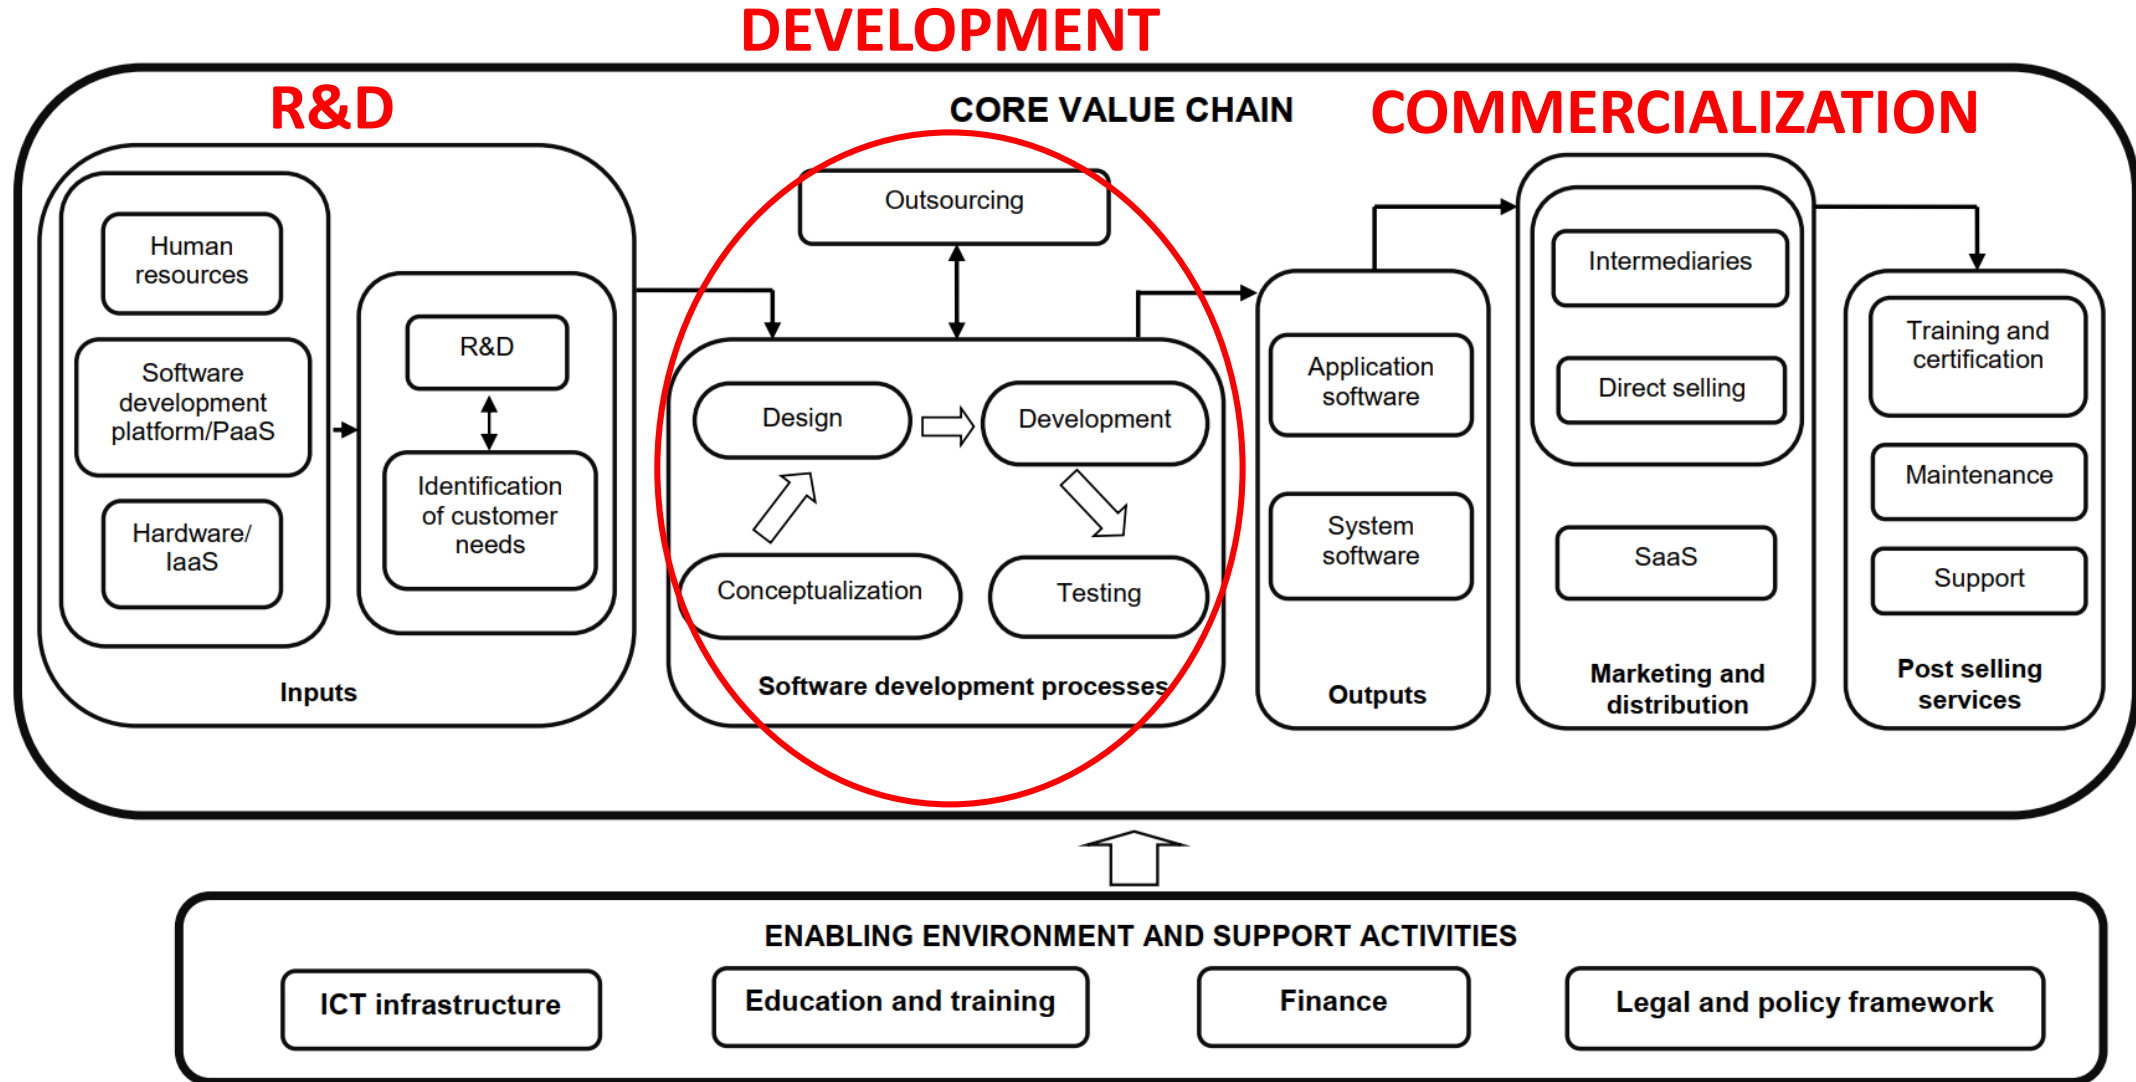 DEVELOPMENT
R&D
CORE VALUE CHAIN
COMMERCIALIZATION
Human
resources
Software
development
platform/PaaS
Hardware/
IaaS
R&D
Identification
of customer
needs
Inputs
Outsourcing
Design
Development
Conceptualization
Testing
Software development processes
Application
software
System
software
Outputs
Intermediaries
Direct selling
SaaS
Marketing and
distribution
Training and
certification
Maintenance
Support
Post selling
services
ENABLING ENVIRONMENT AND SUPPORT ACTIVITIES
ICT infrastructure
Education and training
Finance
Legal and policy framework